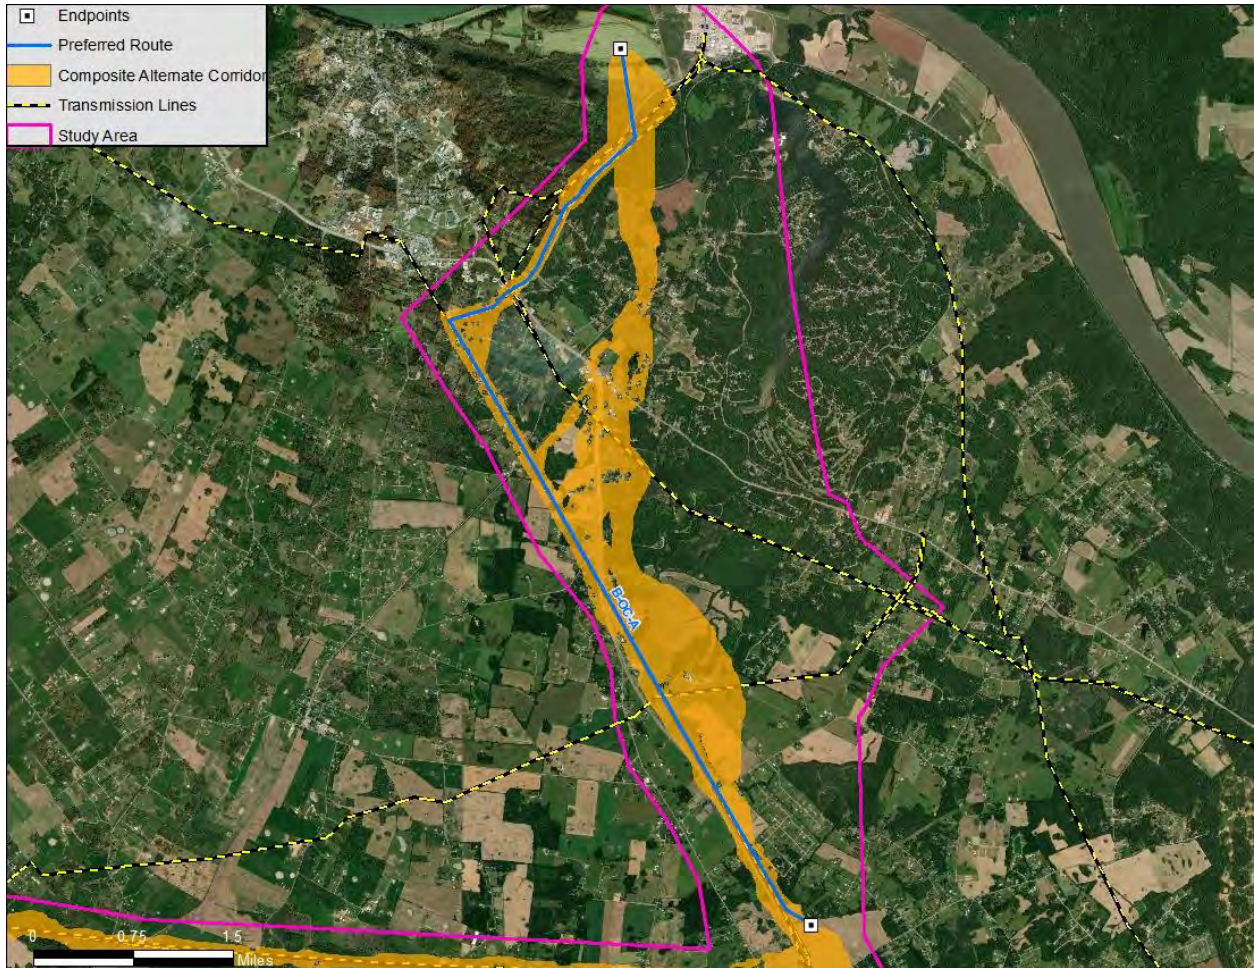 Endpoints
Preferred Route
Composite Alternate Corridor
Transmission Lines
Study Area
B-OC-A
0 0.75 1.5
Miles